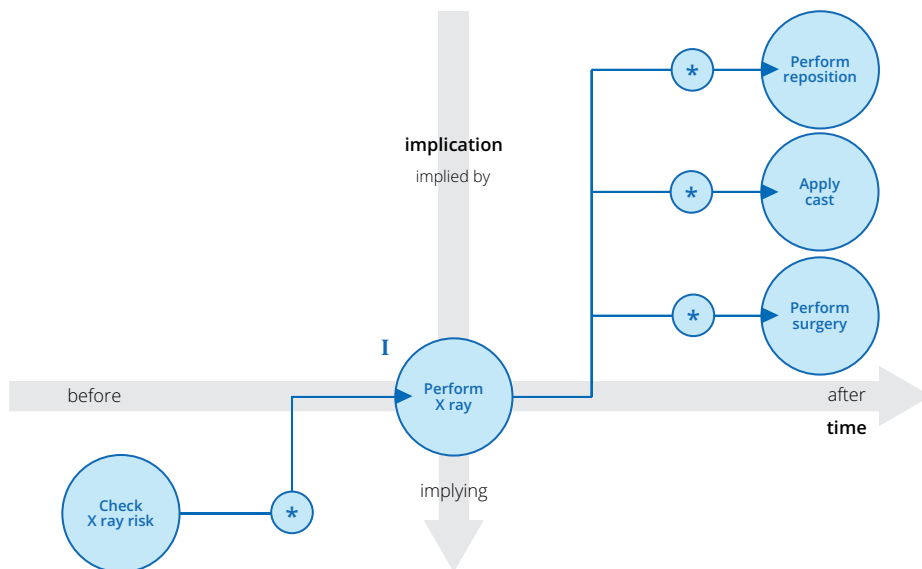 Perform
reposition
*
implication
implied by
Apply
cast
*
Perform
surgery
*
I
Perform
X ray
before
after
time
implying
Check
X ray risk
*